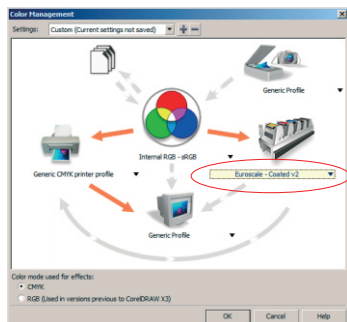 Color Management
Settings: Custom (Current settings not saved)
Generic Profile
Internal RGB - sRGB
Generic CMYK printer profile
Euroscale - Coated v2
Generic Profile
Color mode used for effects:
CMYK
RGB (Used in versions previous to CorelDRAW X3)
OK Cancel Help